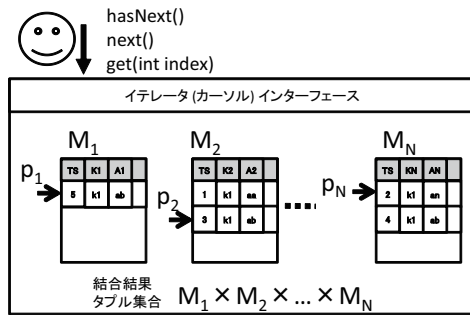 hasNext()
next()
get(int index)
イテレータ (カーソル) インターフェース
M1 M2 MN
p1 p2 pN
TS K1 A1
5 k1 ab
TS K2 A2
1 k1 aa
3 k1 ab
TS KN AN
2 k1 an
4 k1 ab
結合結果
タプル集合 M1 × M2 × ... × MN